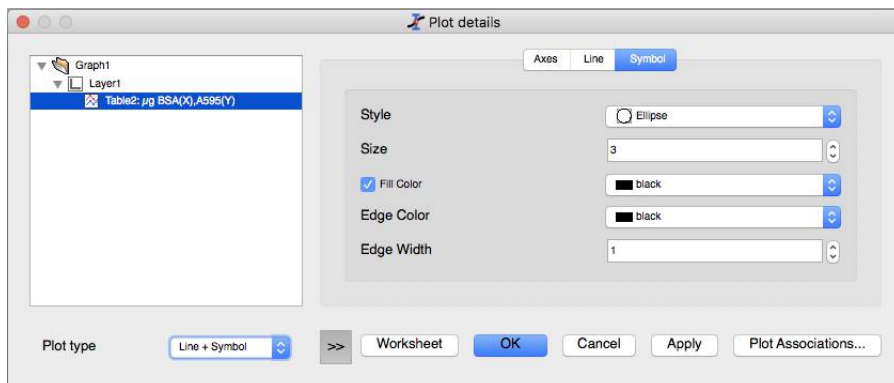 Plot details
Graph1
Layer1
Table2: µg BSA(X),A595(Y)
Axes Line Symbol
Style Ellipse
Size 3
Fill Color black
Edge Color black
Edge Width 1
Plot type Line + Symbol >> Worksheet OK Cancel Apply Plot Associations...